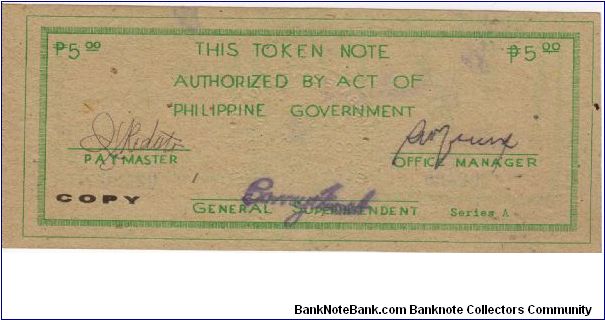 ₱5 00 ₱5 00
THIS TOKEN NOTE
AUTHORIZED BY ACT OF
PHILIPPINE GOVERNMENT
PAYMASTER OFFICE MANAGER
COPY
GENERAL SUPERINTENDENT Series A
BankNoteBank.com Banknote Collectors Community